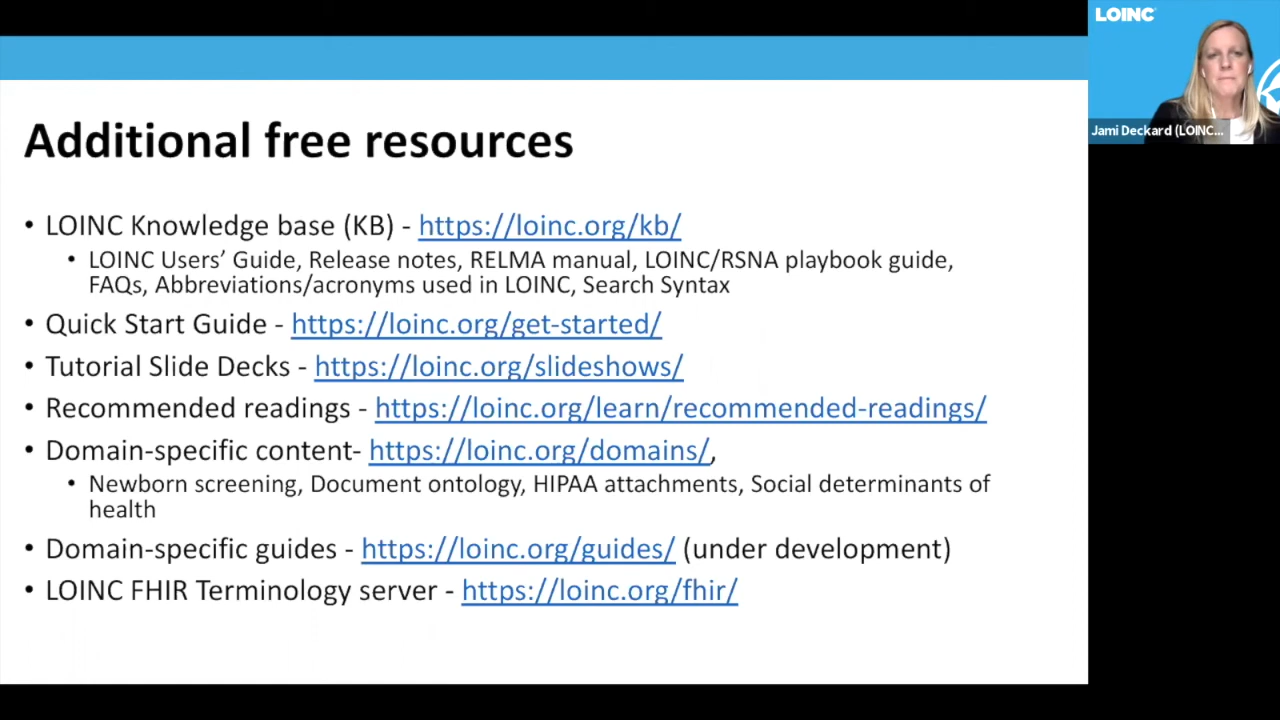 LOINC
Jami Deckard (LOINC...
Additional free resources
• LOINC Knowledge base (KB) - https://loinc.org/kb/
• LOINC Users’ Guide, Release notes, RELMA manual, LOINC/RSNA playbook guide,
FAQs, Abbreviations/acronyms used in LOINC, Search Syntax
• Quick Start Guide - https://loinc.org/get-started/
• Tutorial Slide Decks - https://loinc.org/slideshows/
• Recommended readings - https://loinc.org/learn/recommended-readings/
• Domain-specific content- https://loinc.org/domains/,
• Newborn screening, Document ontology, HIPAA attachments, Social determinants of
health
• Domain-specific guides - https://loinc.org/guides/ (under development)
• LOINC FHIR Terminology server - https://loinc.org/fhir/